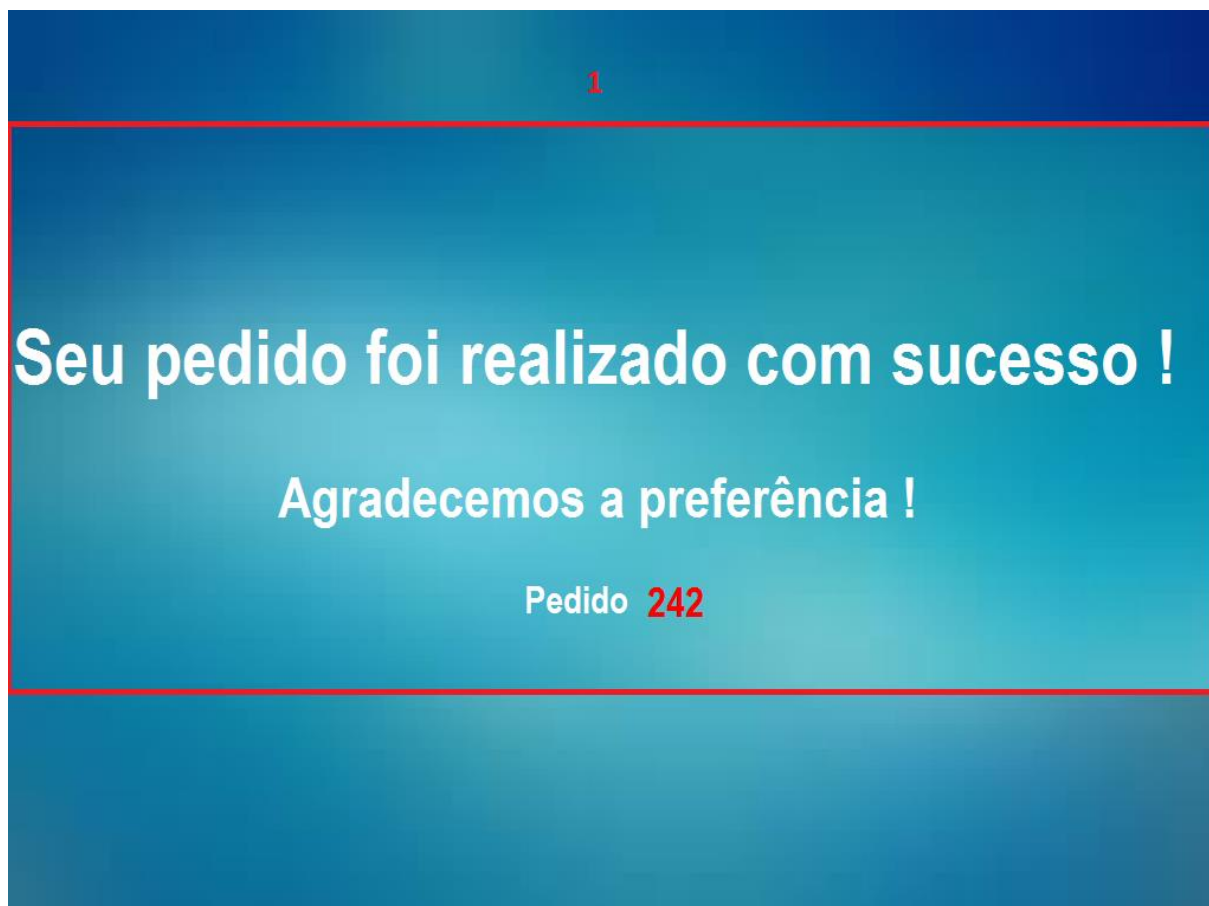 1
Seu pedido foi realizado com sucesso !
Agradecemos a preferência !
Pedido 242